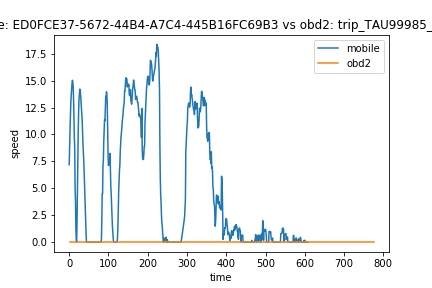 e: ED0FCE37-5672-44B4-A7C4-445B16FC69B3 vs obd2: trip_TAU99985_
mobile
obd2
17.5
15.0
12.5
10.0
7.5
5.0
2.5
0.0
speed
0 100 200 300 400 500 600 700 800
time